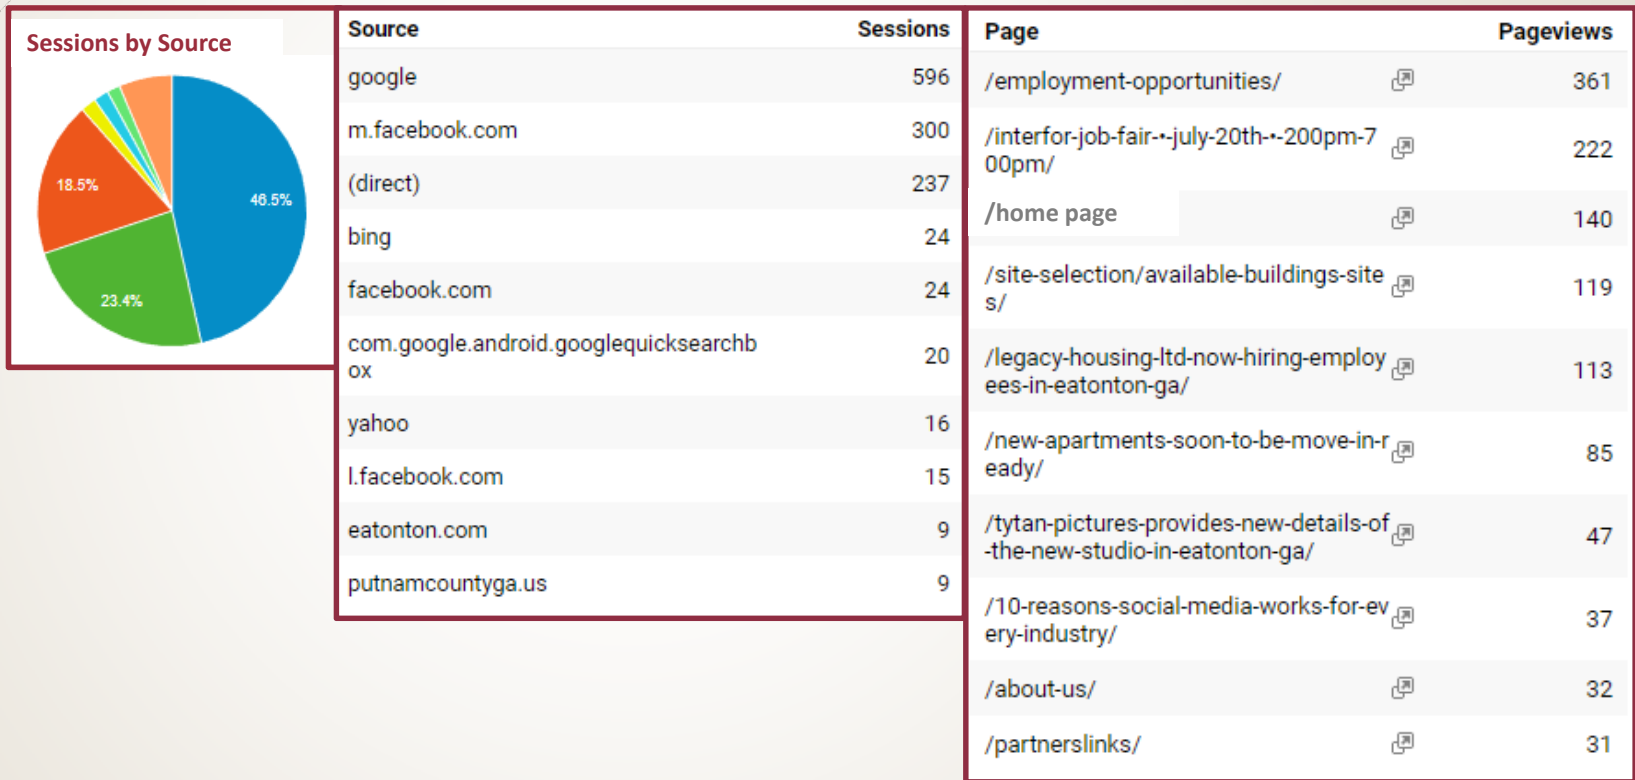 Sessions by Source
46.5%
23.4%
18.5%
Source Sessions
google 596
m.facebook.com 300
(direct) 237
bing 24
facebook.com 24
com.google.android.googlequicksearchb
ox 20
yahoo 16
l.facebook.com 15
eatonton.com 9
putnamcountyga.us 9
Page Pageviews
/employment-opportunities/ 361
/interfor-job-fair-•-july-20th-•-200pm-7
00pm/ 222
/home page 140
/site-selection/available-buildings-site
s/ 119
/legacy-housing-ltd-now-hiring-employ
ees-in-eatonton-ga/ 113
/new-apartments-soon-to-be-move-in-r
eady/ 85
/tytan-pictures-provides-new-details-of
-the-new-studio-in-eatonton-ga/ 47
/10-reasons-social-media-works-for-ev
ery-industry/ 37
/about-us/ 32
/partnerslinks/ 31